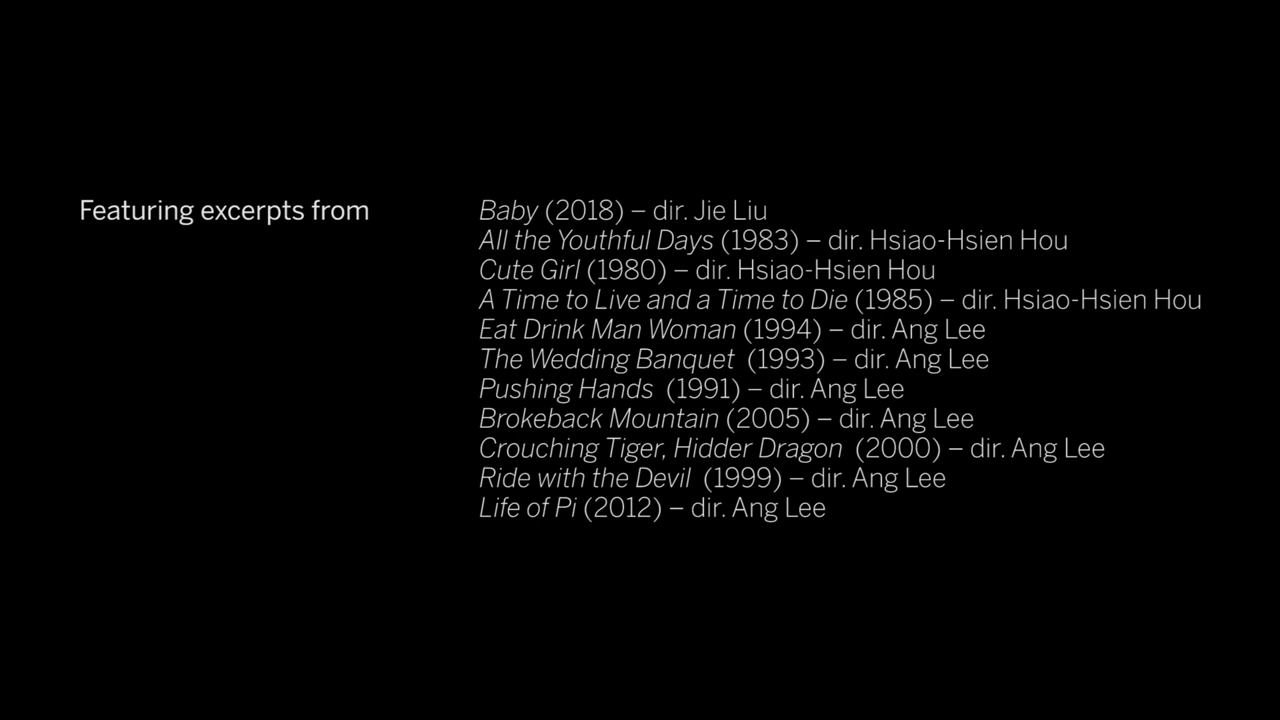 Featuring excerpts from
Baby (2018) – dir. Jie Liu
All the Youthful Days (1983) – dir. Hsiao-Hsien Hou
Cute Girl (1980) – dir. Hsiao-Hsien Hou
A Time to Live and a Time to Die (1985) – dir. Hsiao-Hsien Hou
Eat Drink Man Woman (1994) – dir. Ang Lee
The Wedding Banquet (1993) – dir. Ang Lee
Pushing Hands (1991) – dir. Ang Lee
Brokeback Mountain (2005) – dir. Ang Lee
Crouching Tiger, Hidder Dragon (2000) – dir. Ang Lee
Ride with the Devil (1999) – dir. Ang Lee
Life of Pi (2012) – dir. Ang Lee